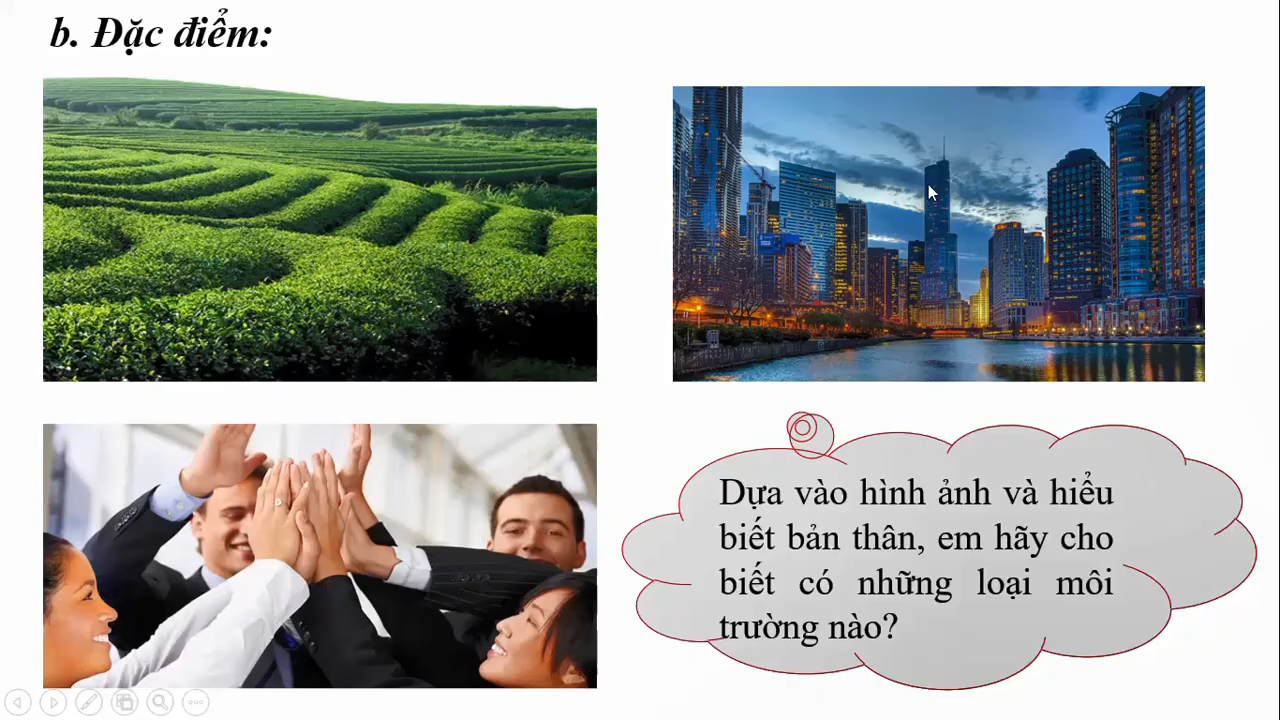 b. Đặc điểm:
Dựa vào hình ảnh và hiểu
biết bản thân, em hãy cho
biết có những loại môi
trường nào?